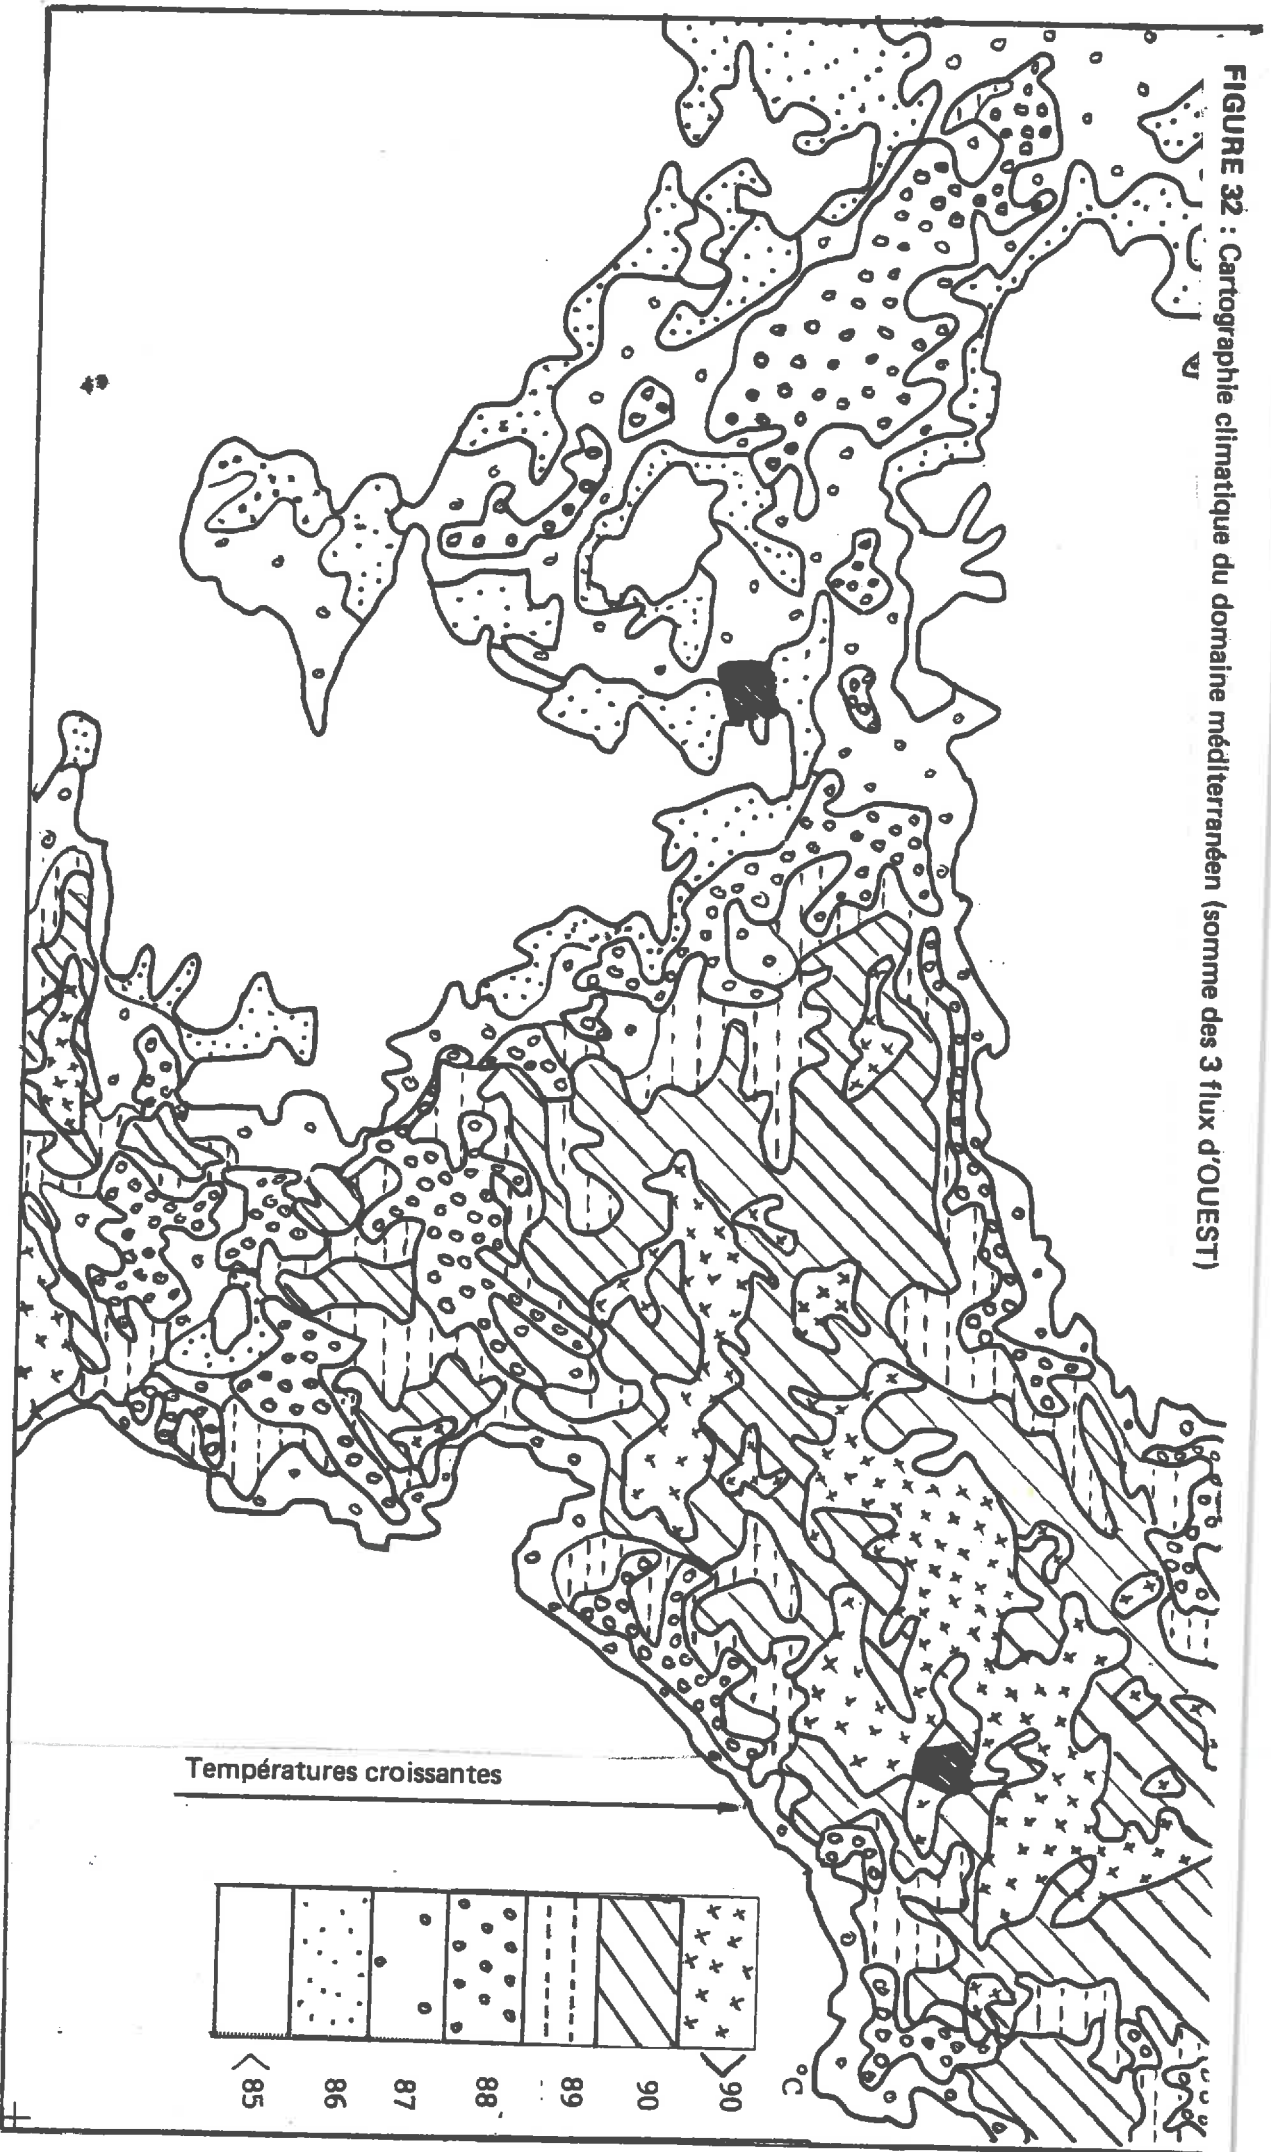 FIGURE 32 : Cartographie climatique du domaine méditerranéen (somme des 3 flux d'OUEST)
°C
> 90
90
89
88
87
86
< 85
Températures croissantes